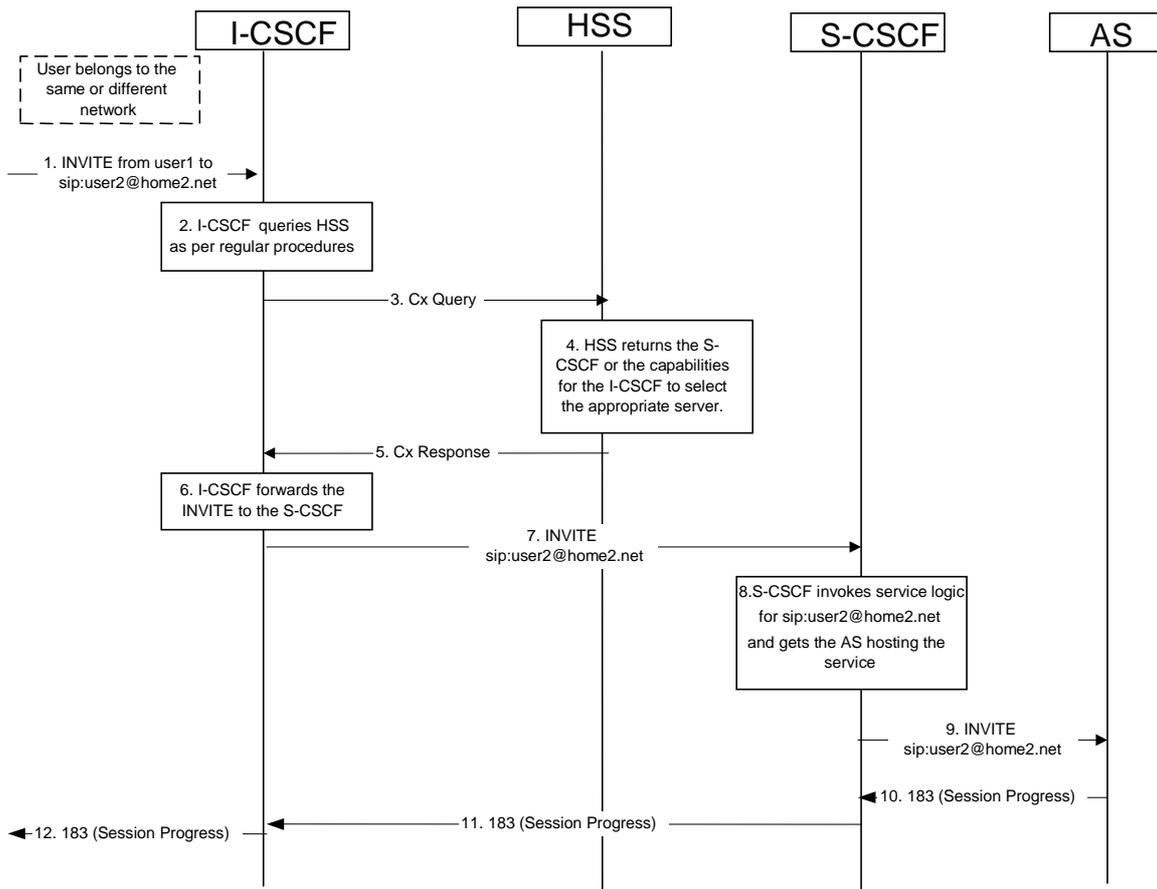 I-CSCF
HSS
S-CSCF
AS
User belongs to the
same or different
network
1. INVITE from user1 to
sip:user2@home2.net
2. I-CSCF queries HSS
as per regular procedures
3. Cx Query
4. HSS returns the S-
CSCF or the capabilities
for the I-CSCF to select
the appropriate server.
5. Cx Response
6. I-CSCF forwards the
INVITE to the S-CSCF
7. INVITE
sip:user2@home2.net
8.S-CSCF invokes service logic
for sip:user2@home2.net
and gets the AS hosting the
service
9. INVITE
sip:user2@home2.net
10. 183 (Session Progress)
11. 183 (Session Progress)
12. 183 (Session Progress)